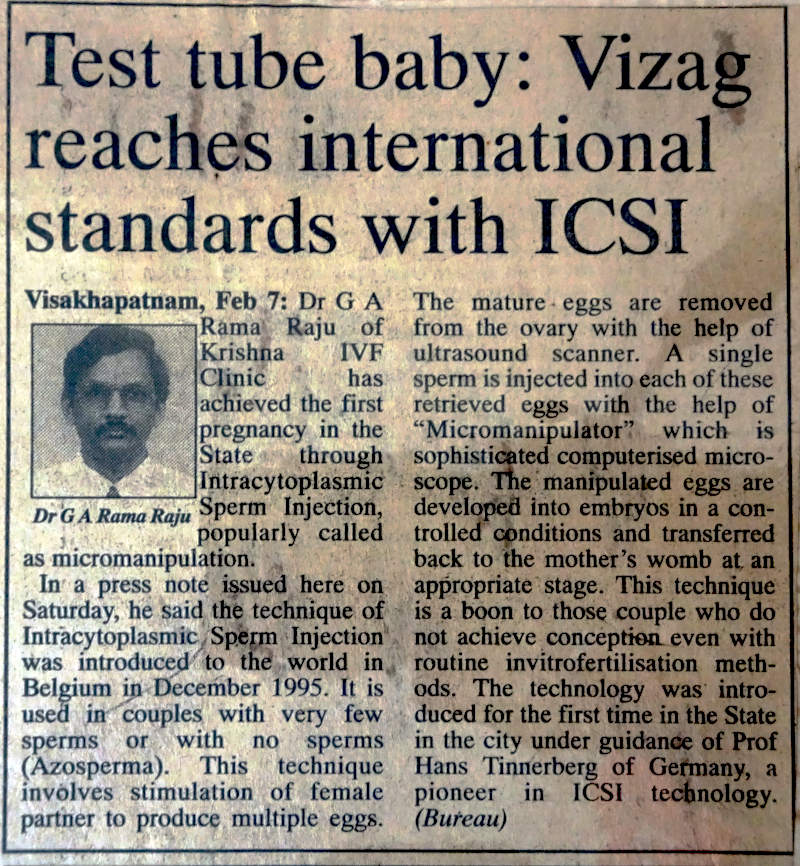 Test tube baby: Vizag
reaches international
standards with ICSI
Visakhapatnam, Feb 7: Dr G A
Rama Raju of
Krishna IVF
Clinic has
achieved the first
pregnancy in the
State through
Intracytoplasmic
Sperm Injection,
popularly called
as micromanipulation.
Dr G A Rama Raju
In a press note issued here on
Saturday, he said the technique of
Intracytoplasmic Sperm Injection
was introduced to the world in
Belgium in December 1995. It is
used in couples with very few
sperms or with no sperms
(Azosperma). This technique
involves stimulation of female
partner to produce multiple eggs.
The mature eggs are removed
from the ovary with the help of
ultrasound scanner. A single
sperm is injected into each of these
retrieved eggs with the help of
“Micromanipulator” which is
sophisticated computerised micro-
scope. The manipulated eggs are
developed into embryos in a con-
trolled conditions and transferred
back to the mother’s womb at an
appropriate stage. This technique
is a boon to those couple who do
not achieve conception even with
routine invitrofertilisation meth-
ods. The technology was intro-
duced for the first time in the State
in the city under guidance of Prof
Hans Tinnerberg of Germany, a
pioneer in ICSI technology.
(Bureau)